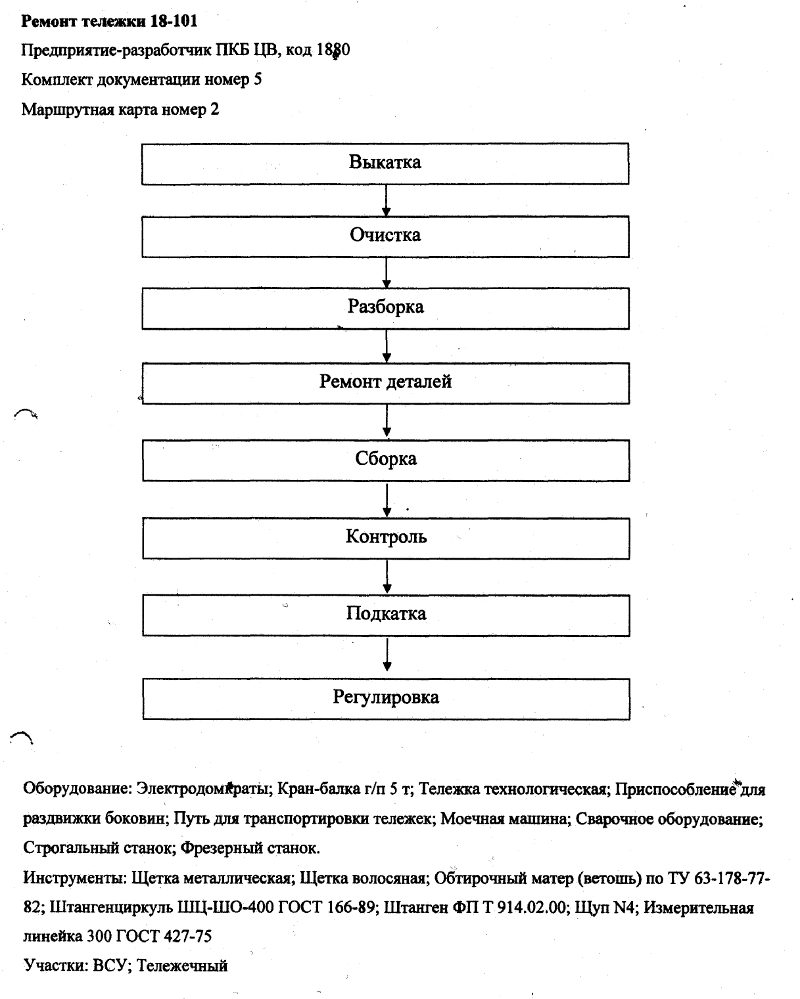 Ремонт тележки 18-101
Предприятие-разработчик ПКБ ЦВ, код 1880
Комплект документации номер 5
Маршрутная карта номер 2
Выкатка
Очистка
Разборка
Ремонт деталей
Сборка
Контроль
Подкатка
Регулировка
Оборудование: Электродомкраты; Кран-балка г/п 5 т; Тележка технологическая; Приспособление для
раздвижки боковин; Путь для транспортировки тележек; Моечная машина; Сварочное оборудование;
Строгальный станок; Фрезерный станок.
Инструменты: Щетка металлическая; Щетка волосяная; Обтирочный матер (ветошь) по ТУ 63-178-77-
82; Штангенциркуль ШЦ-ШО-400 ГОСТ 166-89; Штанген ФП Т 914.02.00; Щуп N4; Измерительная
линейка 300 ГОСТ 427-75
Участки: ВСУ; Тележечный